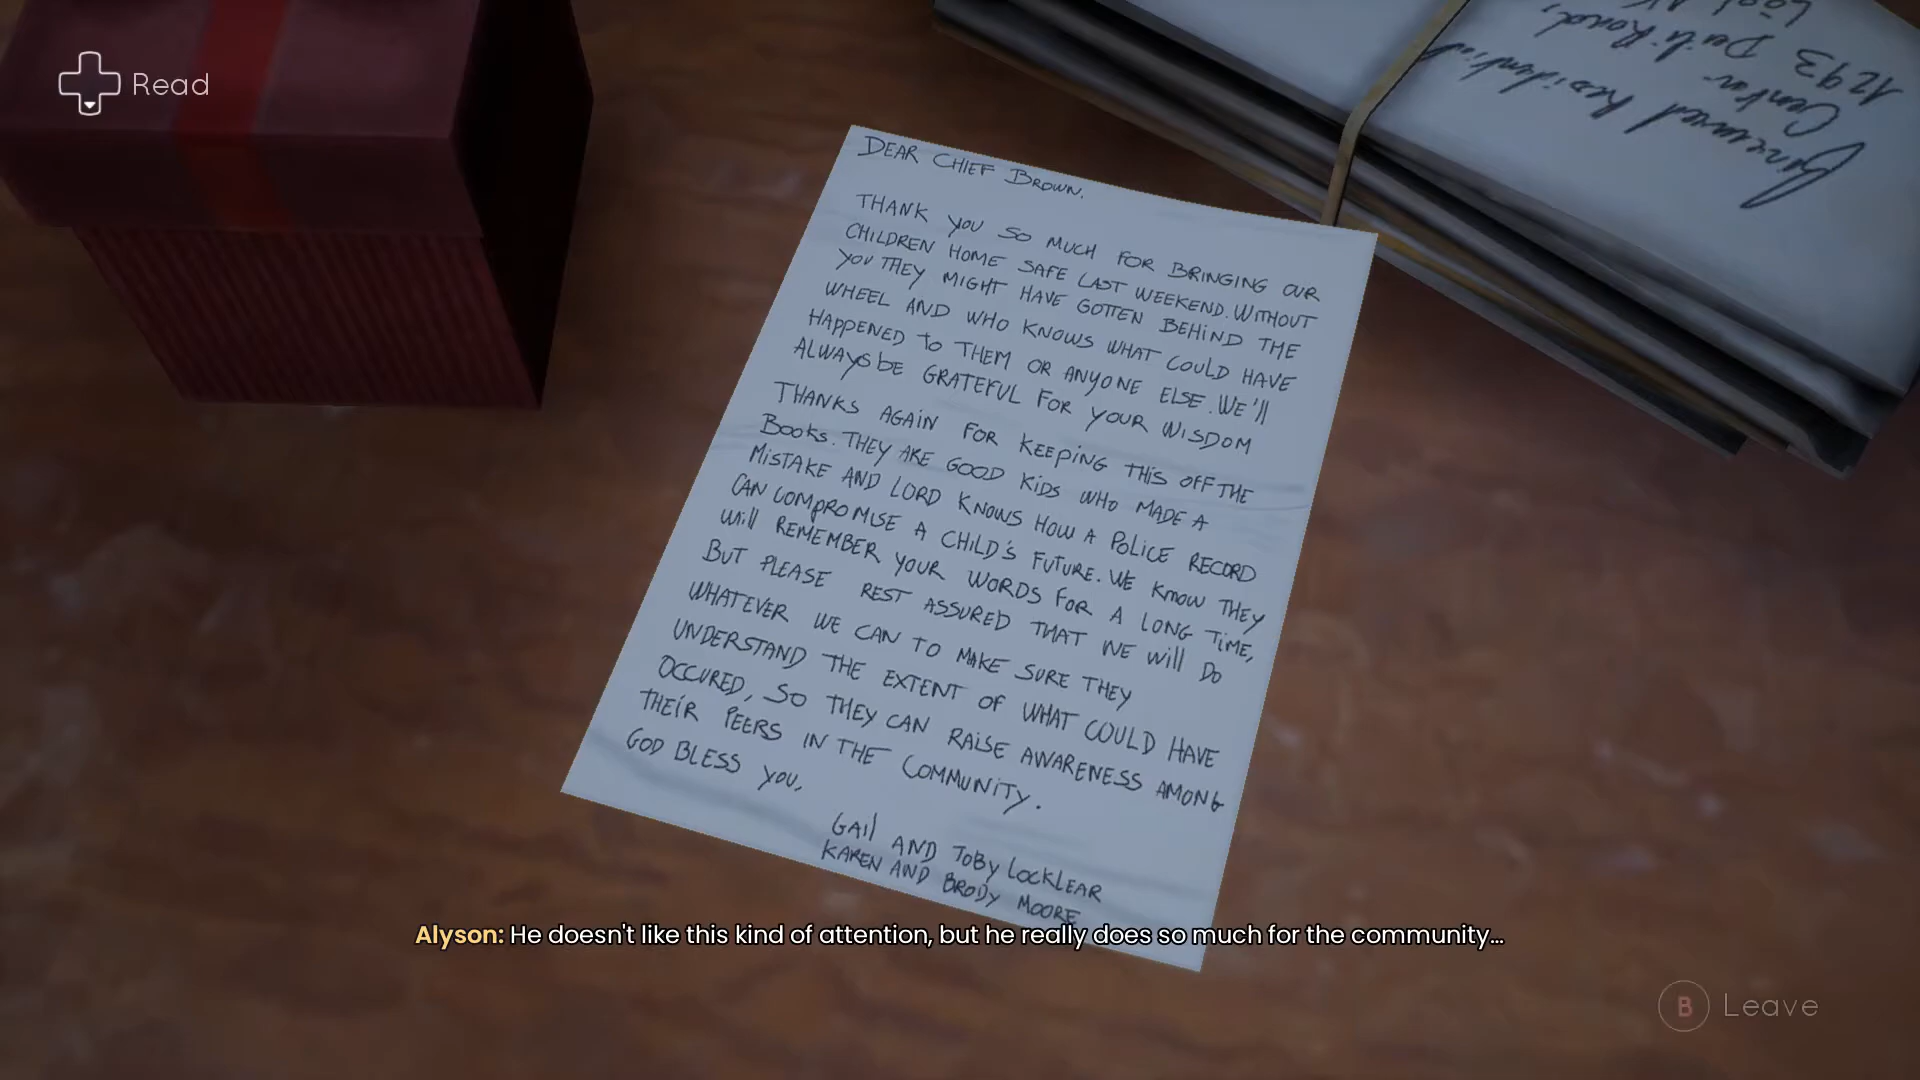 Read
DEAR CHIEF BROWN.
THANK YOU SO MUCH FOR BRINGING OUR
CHILDREN HOME SAFE LAST WEEKEND. WITHOUT
YOU THEY MIGHT HAVE GOTTEN BEHIND THE
WHEEL AND WHO KNOWS WHAT COULD HAVE
HAPPENED TO THEM OR ANYONE ELSE. WE'll
ALWAYS bE GRATEFUL FOR YOUR WISDOM
THANKS AGAIN FOR KEEPING THIS OFF THE
BOOKS. THEY ARE GOOD KIDS WHO MADE A
MISTAKE AND LORD KNOWS HOW A POLICE RECORD
CAN COMPROMISE A CHILD'S FUTURE. WE KNOW THEY
Will REMEMBER YOUR WORDS FOR A LONG TIME,
BUT PLEASE REST ASSURED THAT WE Will DO
WHATEVER WE CAN TO MAKE SURE THEY
UNDERSTAND THE EXTENT OF WHAT COULD HAVE
OCCURED, SO THEY CAN RAISE AWARENESS AMONG
THEIR PEERS IN THE COMMUNITY.
GOD BLESS YOU,
GAIl AND TOBY LOCKLEAR
KAREN AND BRODY MOORE
Residential
Center
1293
Road,
Alyson: He doesn't like this kind of attention, but he really does so much for the community...
B Leave